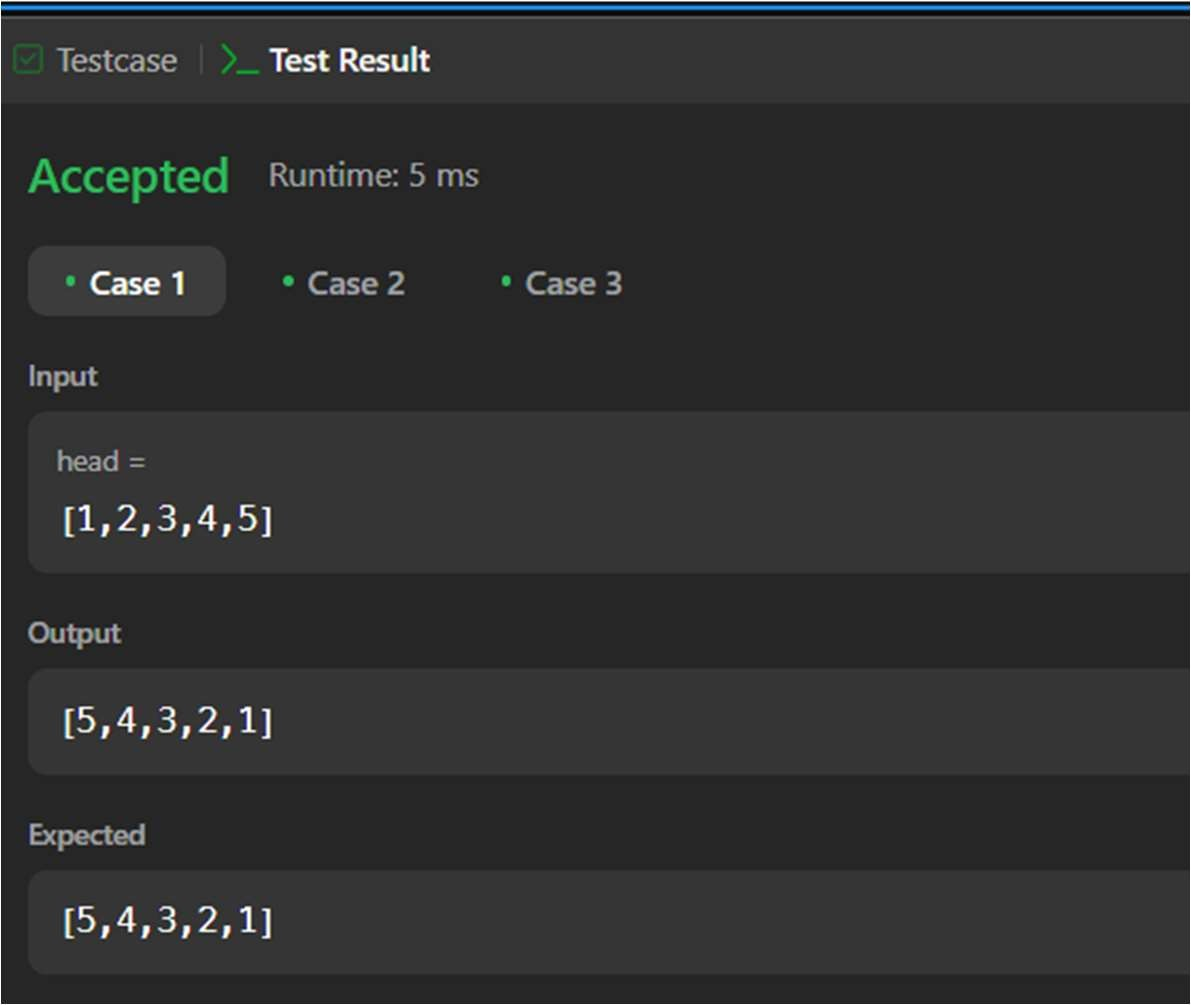 Testcase | >_ Test Result
Accepted Runtime: 5 ms
• Case 1 • Case 2 • Case 3
Input
head =
[1,2,3,4,5]
Output
[5,4,3,2,1]
Expected
[5,4,3,2,1]